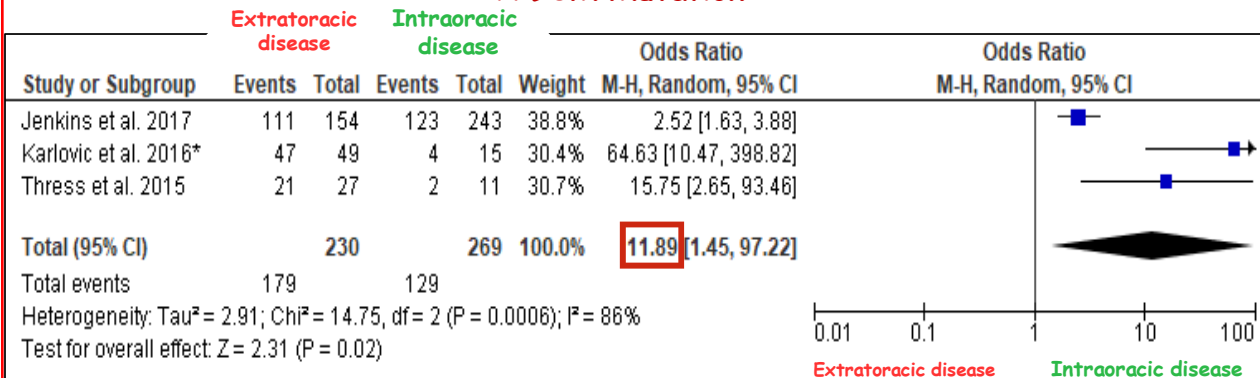 Extratoracic Intraoracic
disease disease
Odds Ratio Odds Ratio
Study or Subgroup Events Total Events Total Weight M-H, Random, 95% CI M-H, Random, 95% CI
Jenkins et al. 2017 111 154 123 243 38.8% 2.52 [1.63, 3.88]
Karlovic et al. 2016* 47 49 4 15 30.4% 64.63 [10.47, 398.82]
Thress et al. 2015 21 27 2 11 30.7% 15.75 [2.65, 93.46]
Total (95% CI) 230 269 100.0% 11.89 [1.45, 97.22]
Total events 179 129
Heterogeneity: Tau² = 2.91; Chi² = 14.75, df = 2 (P = 0.0006); I² = 86%
Test for overall effect: Z = 2.31 (P = 0.02)
0.01 0.1 1 10 100
Extratoracic disease Intraoracic disease